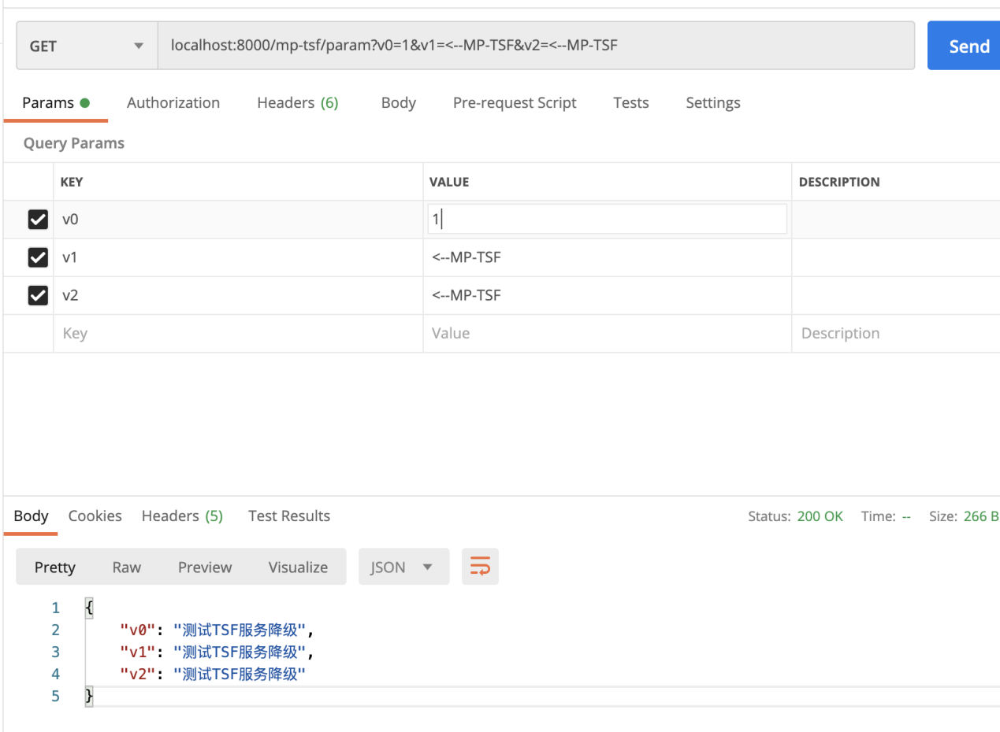 GET localhost:8000/mp-tsf/param?v0=1&v1=<--MP-TSF&v2=<--MP-TSF Send
Params Authorization Headers (6) Body Pre-request Script Tests Settings
Query Params
KEY VALUE DESCRIPTION
v0 1
v1 <--MP-TSF
v2 <--MP-TSF
Key Value Description
Body Cookies Headers (5) Test Results Status: 200 OK Time: -- Size: 266 B
Pretty Raw Preview Visualize JSON
1 {
2 "v0": "测试TSF服务降级",
3 "v1": "测试TSF服务降级",
4 "v2": "测试TSF服务降级"
5 }